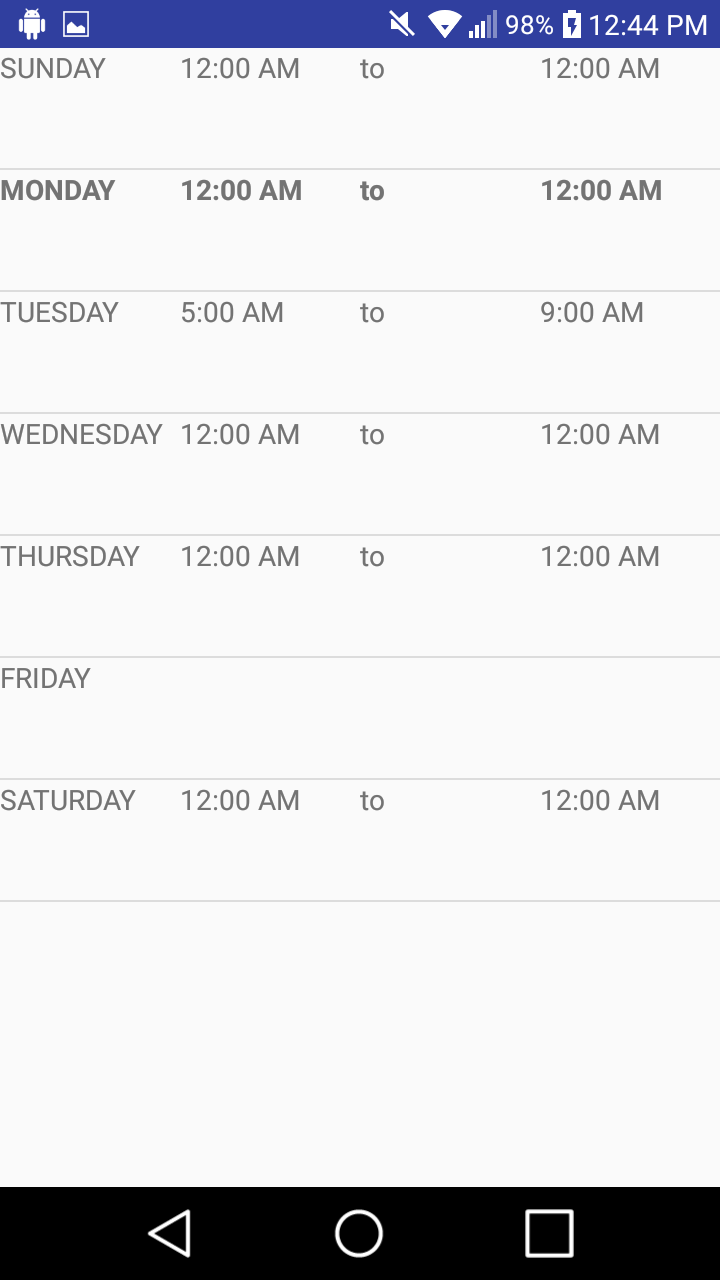 98% 12:44 PM
SUNDAY 12:00 AM to 12:00 AM
MONDAY 12:00 AM to 12:00 AM
TUESDAY 5:00 AM to 9:00 AM
WEDNESDAY 12:00 AM to 12:00 AM
THURSDAY 12:00 AM to 12:00 AM
FRIDAY
SATURDAY 12:00 AM to 12:00 AM